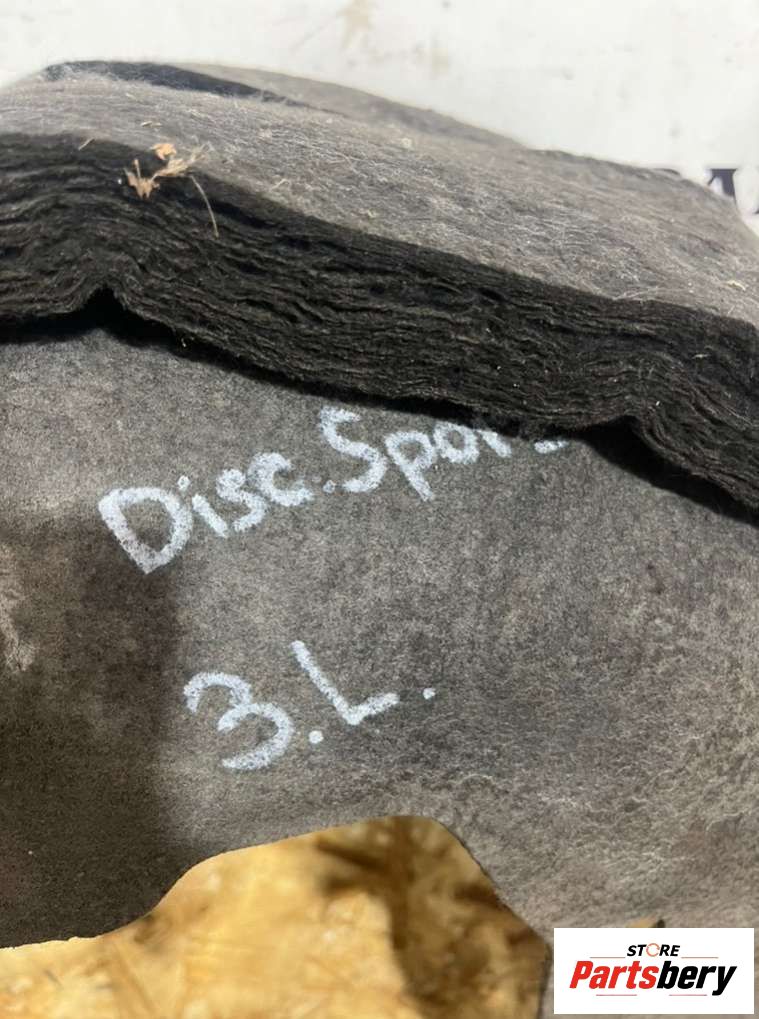 Disc. Spor
3.L.
STORE
Partsbery